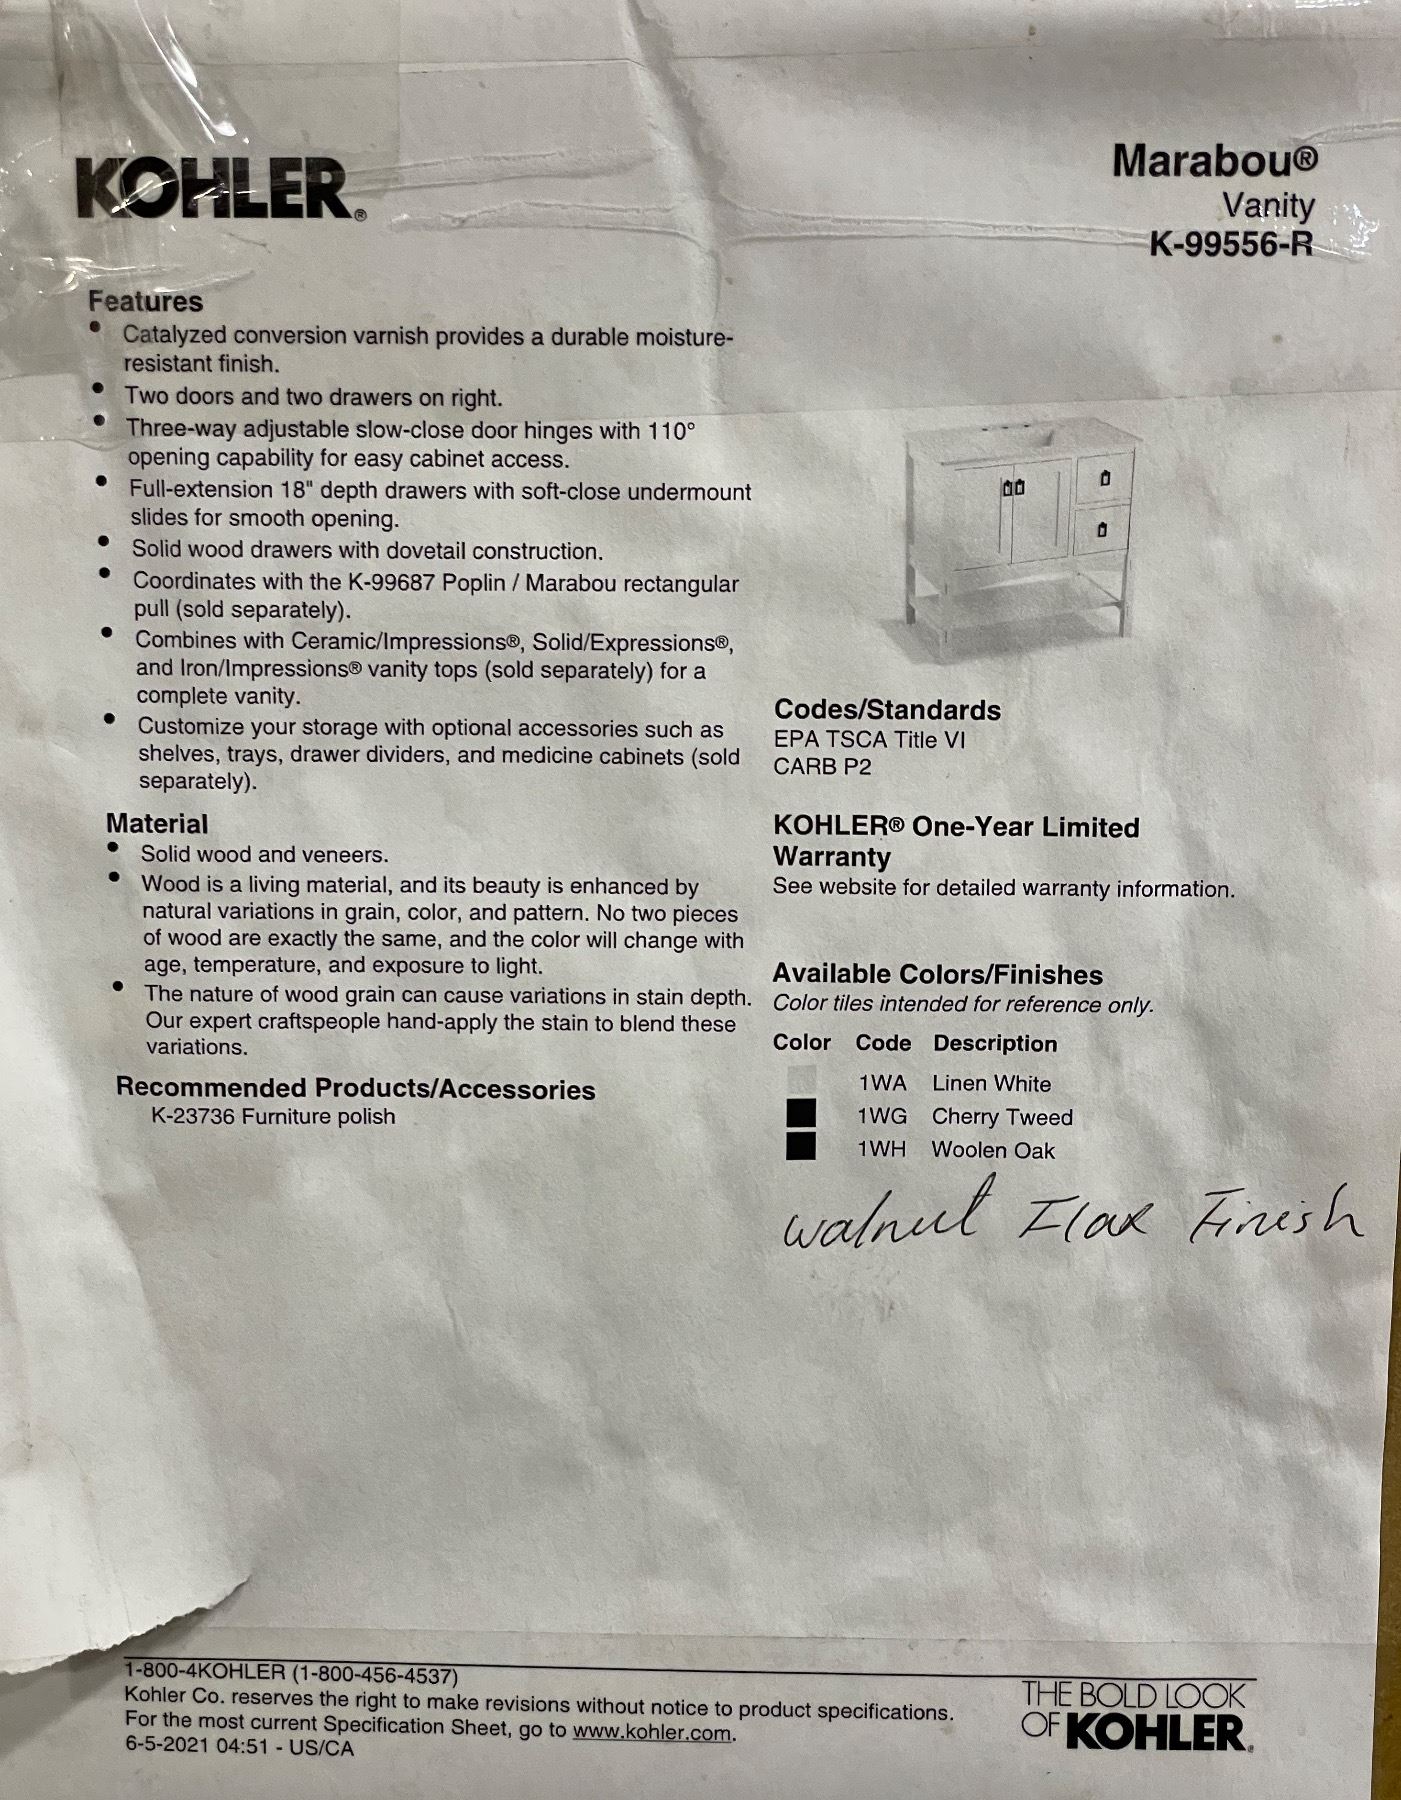 KOHLER®
Marabou®
Vanity
K-99556-R
Features
• Catalyzed conversion varnish provides a durable moisture-
resistant finish.
• Two doors and two drawers on right.
• Three-way adjustable slow-close door hinges with 110°
opening capability for easy cabinet access.
• Full-extension 18" depth drawers with soft-close undermount
slides for smooth opening.
• Solid wood drawers with dovetail construction.
• Coordinates with the K-99687 Poplin / Marabou rectangular
pull (sold separately).
• Combines with Ceramic/Impressions®, Solid/Expressions®,
and Iron/Impressions® vanity tops (sold separately) for a
complete vanity.
• Customize your storage with optional accessories such as
shelves, trays, drawer dividers, and medicine cabinets (sold
separately).
Material
• Solid wood and veneers.
• Wood is a living material, and its beauty is enhanced by
natural variations in grain, color, and pattern. No two pieces
of wood are exactly the same, and the color will change with
age, temperature, and exposure to light.
• The nature of wood grain can cause variations in stain depth.
Our expert craftspeople hand-apply the stain to blend these
variations.
Recommended Products/Accessories
K-23736 Furniture polish
Codes/Standards
EPA TSCA Title VI
CARB P2
KOHLER® One-Year Limited
Warranty
See website for detailed warranty information.
Available Colors/Finishes
Color tiles intended for reference only.
Color Code Description
1WA Linen White
1WG Cherry Tweed
1WH Woolen Oak
Walnut Flax Finish
1-800-4KOHLER (1-800-456-4537)
Kohler Co. reserves the right to make revisions without notice to product specifications.
For the most current Specification Sheet, go to www.kohler.com.
6-5-2021 04:51 - US/CA
THE BOLD LOOK
OF KOHLER®